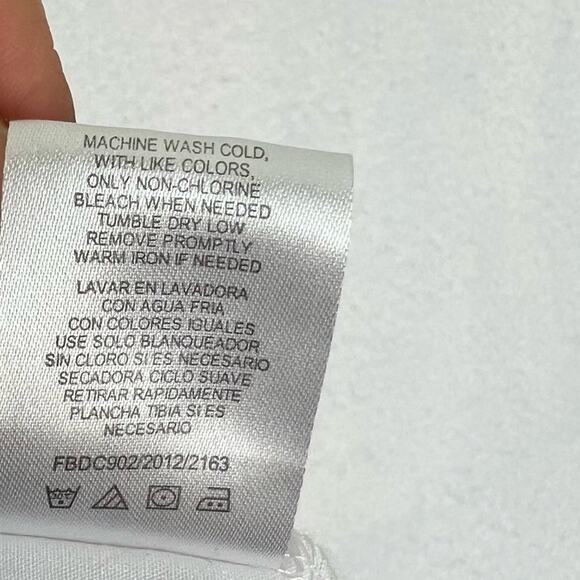 MACHINE WASH COLD,
WITH LIKE COLORS,
ONLY NON-CHLORINE
BLEACH WHEN NEEDED
TUMBLE DRY LOW
REMOVE PROMPTLY
WARM IRON IF NEEDED
LAVAR EN LAVADORA
CON AGUA FRIA
CON COLORES IGUALES
USE SOLO BLANQUEADOR
SIN CLORO SI ES NECESARIO
SECADORA CICLO SUAVE
RETIRAR RAPIDAMENTE
PLANCHA TIBIA SI ES
NECESARIO
FBDC902/2012/2163